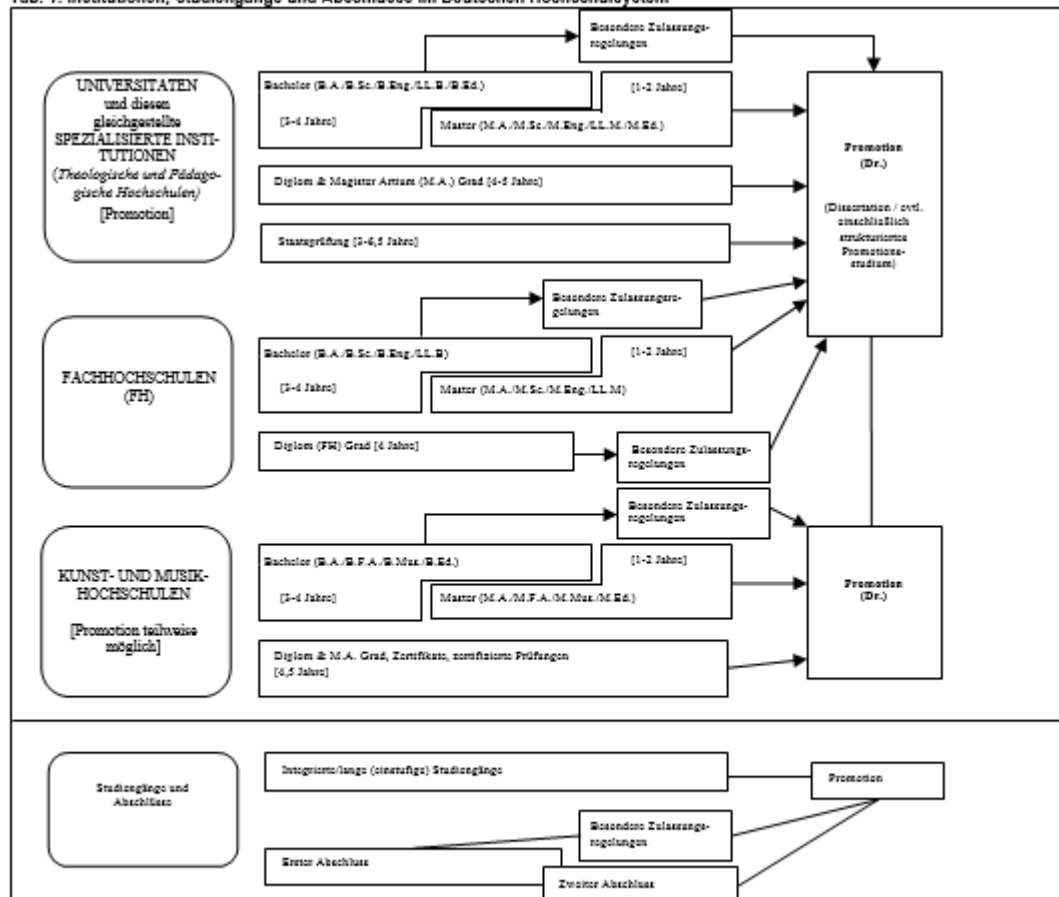 Tab. 1: Institutionen, Studiengänge und Abschlüsse im Deutschen Hochschulsystem
Besondere Zulassungs-
regelungen
UNIVERSITÄTEN
und diesen
gleichgestellte
SPEZIALISIERTE INSTI-
TUTIONEN
(Theologische und Pädago-
gische Hochschulen)
[Promotion]
Bachelor (B.A./B.Sc./B.Eng./LL.B./B.Ed.)
[3-4 Jahre]
[1-2 Jahre]
Master (M.A./M.Sc./M.Eng./LL.M./M.Ed.)
Diplom & Magister Artium (M.A.) Grad [4-5 Jahre]
Staatsprüfung [3-6,5 Jahre]
Promotion
(Dr.)
(Dissertation / evtl.
einschließlich
strukturiertes
Promotions-
studium)
Besondere Zulassungsre-
gelungen
FACHHOCHSCHULEN
(FH)
Bachelor (B.A./B.Sc./B.Eng./LL.B)
[3-4 Jahre]
[1-2 Jahre]
Master (M.A./M.Sc./M.Eng./LL.M)
Diplom (FH) Grad [4 Jahre]
Besondere Zulassungs-
regelungen
Besondere Zulassungs-
regelungen
KUNST- UND MUSIK-
HOCHSCHULEN
[Promotion teilweise
möglich]
Bachelor (B.A./B.F.A./B.Mus./B.Ed.)
[3-4 Jahre]
[1-2 Jahre]
Master (M.A./M.F.A./M.Mus./M.Ed.)
Diplom & M.A. Grad, Zertifikate, zertifizierte Prüfungen
[4,5 Jahre]
Promotion
(Dr.)
Studiengänge und
Abschlüsse
Integrierte/lange (einstufige) Studiengänge
Promotion
Besondere Zulassungs-
regelungen
Erster Abschluss
Zweiter Abschluss